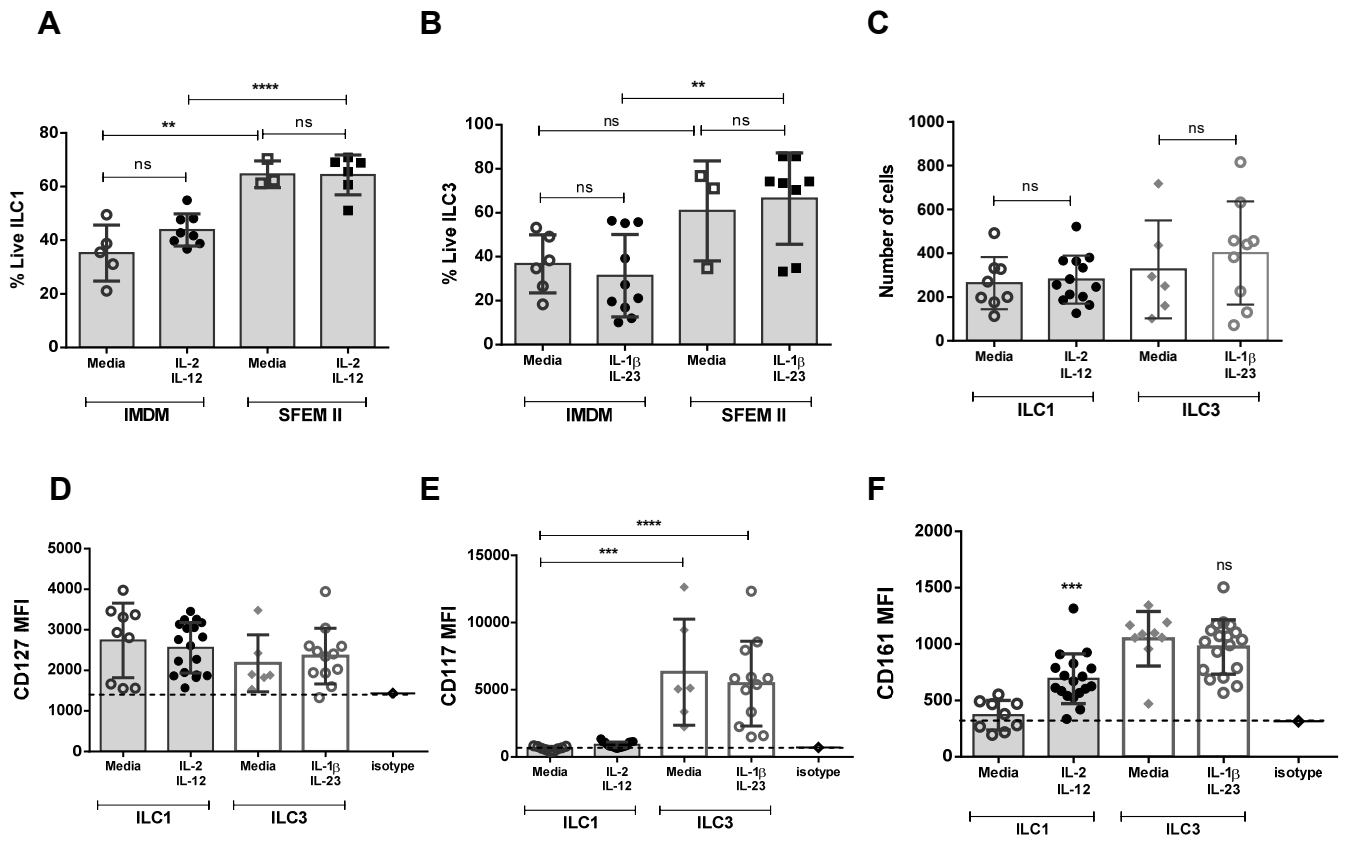 A
% Live ILC1
80
60
40
20
0
****
**
ns
ns
Media
IL-2
IL-12
Media
IL-2
IL-12
IMDM
SFEM II
B
% Live ILC3
100
80
60
40
20
0
**
ns
ns
ns
Media
IL-1β
IL-23
Media
IL-1β
IL-23
IMDM
SFEM II
C
Number of cells
1000
800
600
400
200
0
ns
ns
Media
IL-2
IL-12
Media
IL-1β
IL-23
ILC1
ILC3
D
CD127 MFI
5000
4000
3000
2000
1000
0
Media
IL-2
IL-12
Media
IL-1β
IL-23
isotype
ILC1
ILC3
E
CD117 MFI
15000
10000
5000
0
****
***
Media
IL-2
IL-12
Media
IL-1β
IL-23
isotype
ILC1
ILC3
F
CD161 MFI
2000
1500
1000
500
0
***
ns
Media
IL-2
IL-12
Media
IL-1β
IL-23
isotype
ILC1
ILC3